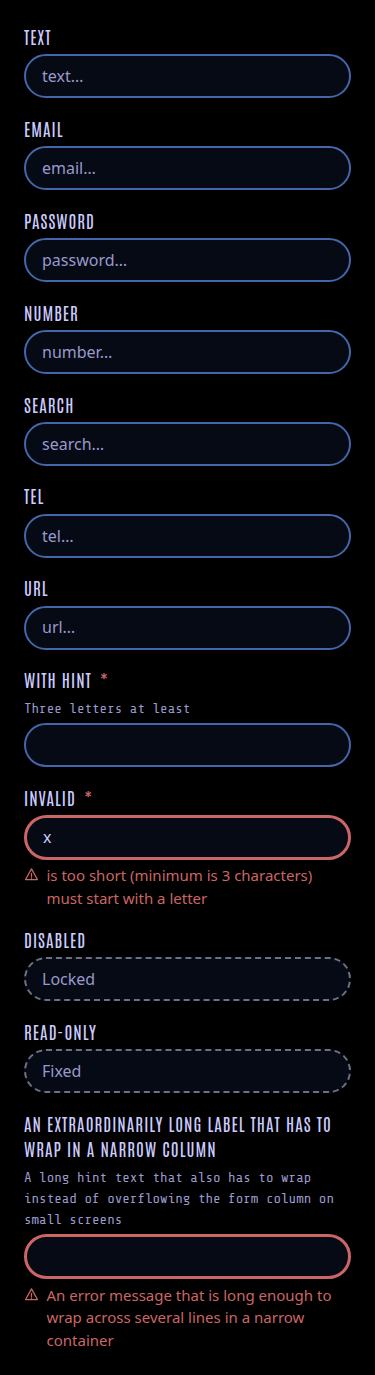 TEXT
text...
EMAIL
email...
PASSWORD
password...
NUMBER
number...
SEARCH
search...
TEL
tel...
URL
url...
WITH HINT *
Three letters at least
INVALID *
x
is too short (minimum is 3 characters)
must start with a letter
DISABLED
Locked
READ-ONLY
Fixed
AN EXTRAORDINARILY LONG LABEL THAT HAS TO
WRAP IN A NARROW COLUMN
A long hint text that also has to wrap
instead of overflowing the form column on
small screens
An error message that is long enough to
wrap across several lines in a narrow
container